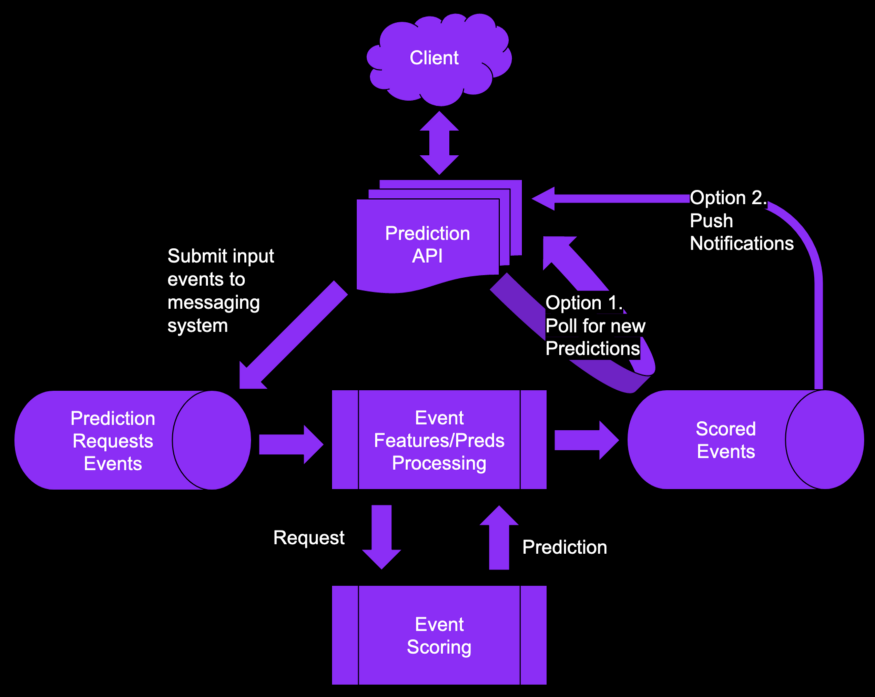 Client
Prediction
API
Option 2.
Push
Notifications
Submit input
events to
messaging
system
Option 1.
Poll for new
Predictions
Prediction
Requests
Events
Event
Features/Preds
Processing
Scored
Events
Request
Prediction
Event
Scoring